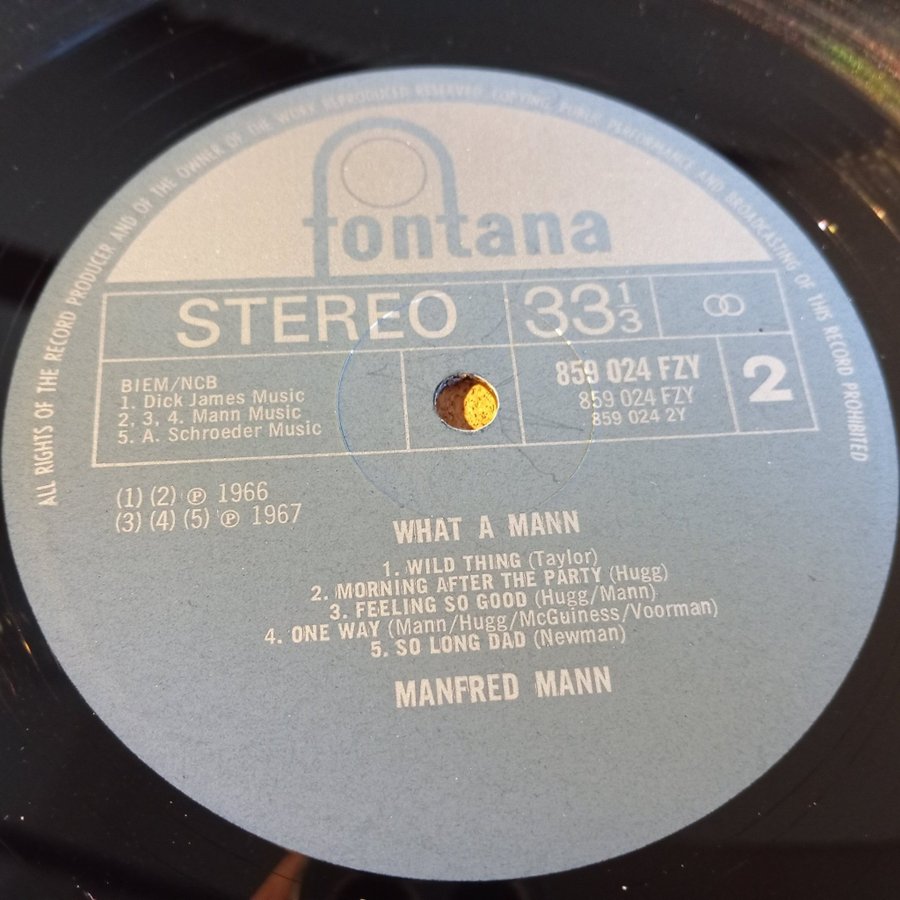 ALL RIGHTS OF THE RECORD PRODUCER AND OF THE OWNER OF THE WORK REPRODUCED RESERVED. COPYING, PUBLIC PERFORMANCE AND BROADCASTING OF THIS RECORD PROHIBITED
fontana
STEREO 33 1/3
BIEM/NCB
1. Dick James Music
2, 3, 4. Mann Music
5. A. Schroeder Music
859 024 FZY
859 024 FZY
859 024 2Y
2
(1) (2) ℗ 1966
(3) (4) (5) ℗ 1967
WHAT A MANN
1. WILD THING (Taylor)
2. MORNING AFTER THE PARTY (Hugg)
3. FEELING SO GOOD (Hugg/Mann)
4. ONE WAY (Mann/Hugg/McGuiness/Voorman)
5. SO LONG DAD (Newman)
MANFRED MANN